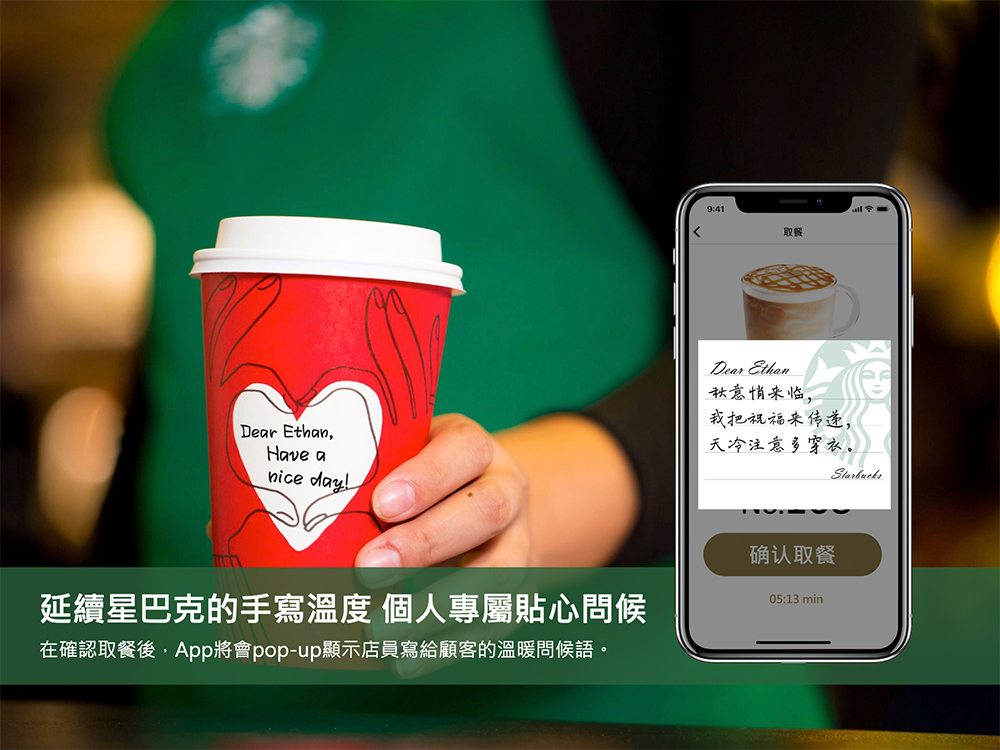 Dear Ethan,
Have a
nice day!
9:41
取餐
Dear Ethan
秋意悄来临，
我把祝福来传递，
天冷注意多穿衣。
Starbucks
确认取餐
05:13 min
延續星巴克的手寫溫度 個人專屬貼心問候
在確認取餐後，App將會pop-up顯示店員寫給顧客的溫暖問候語。